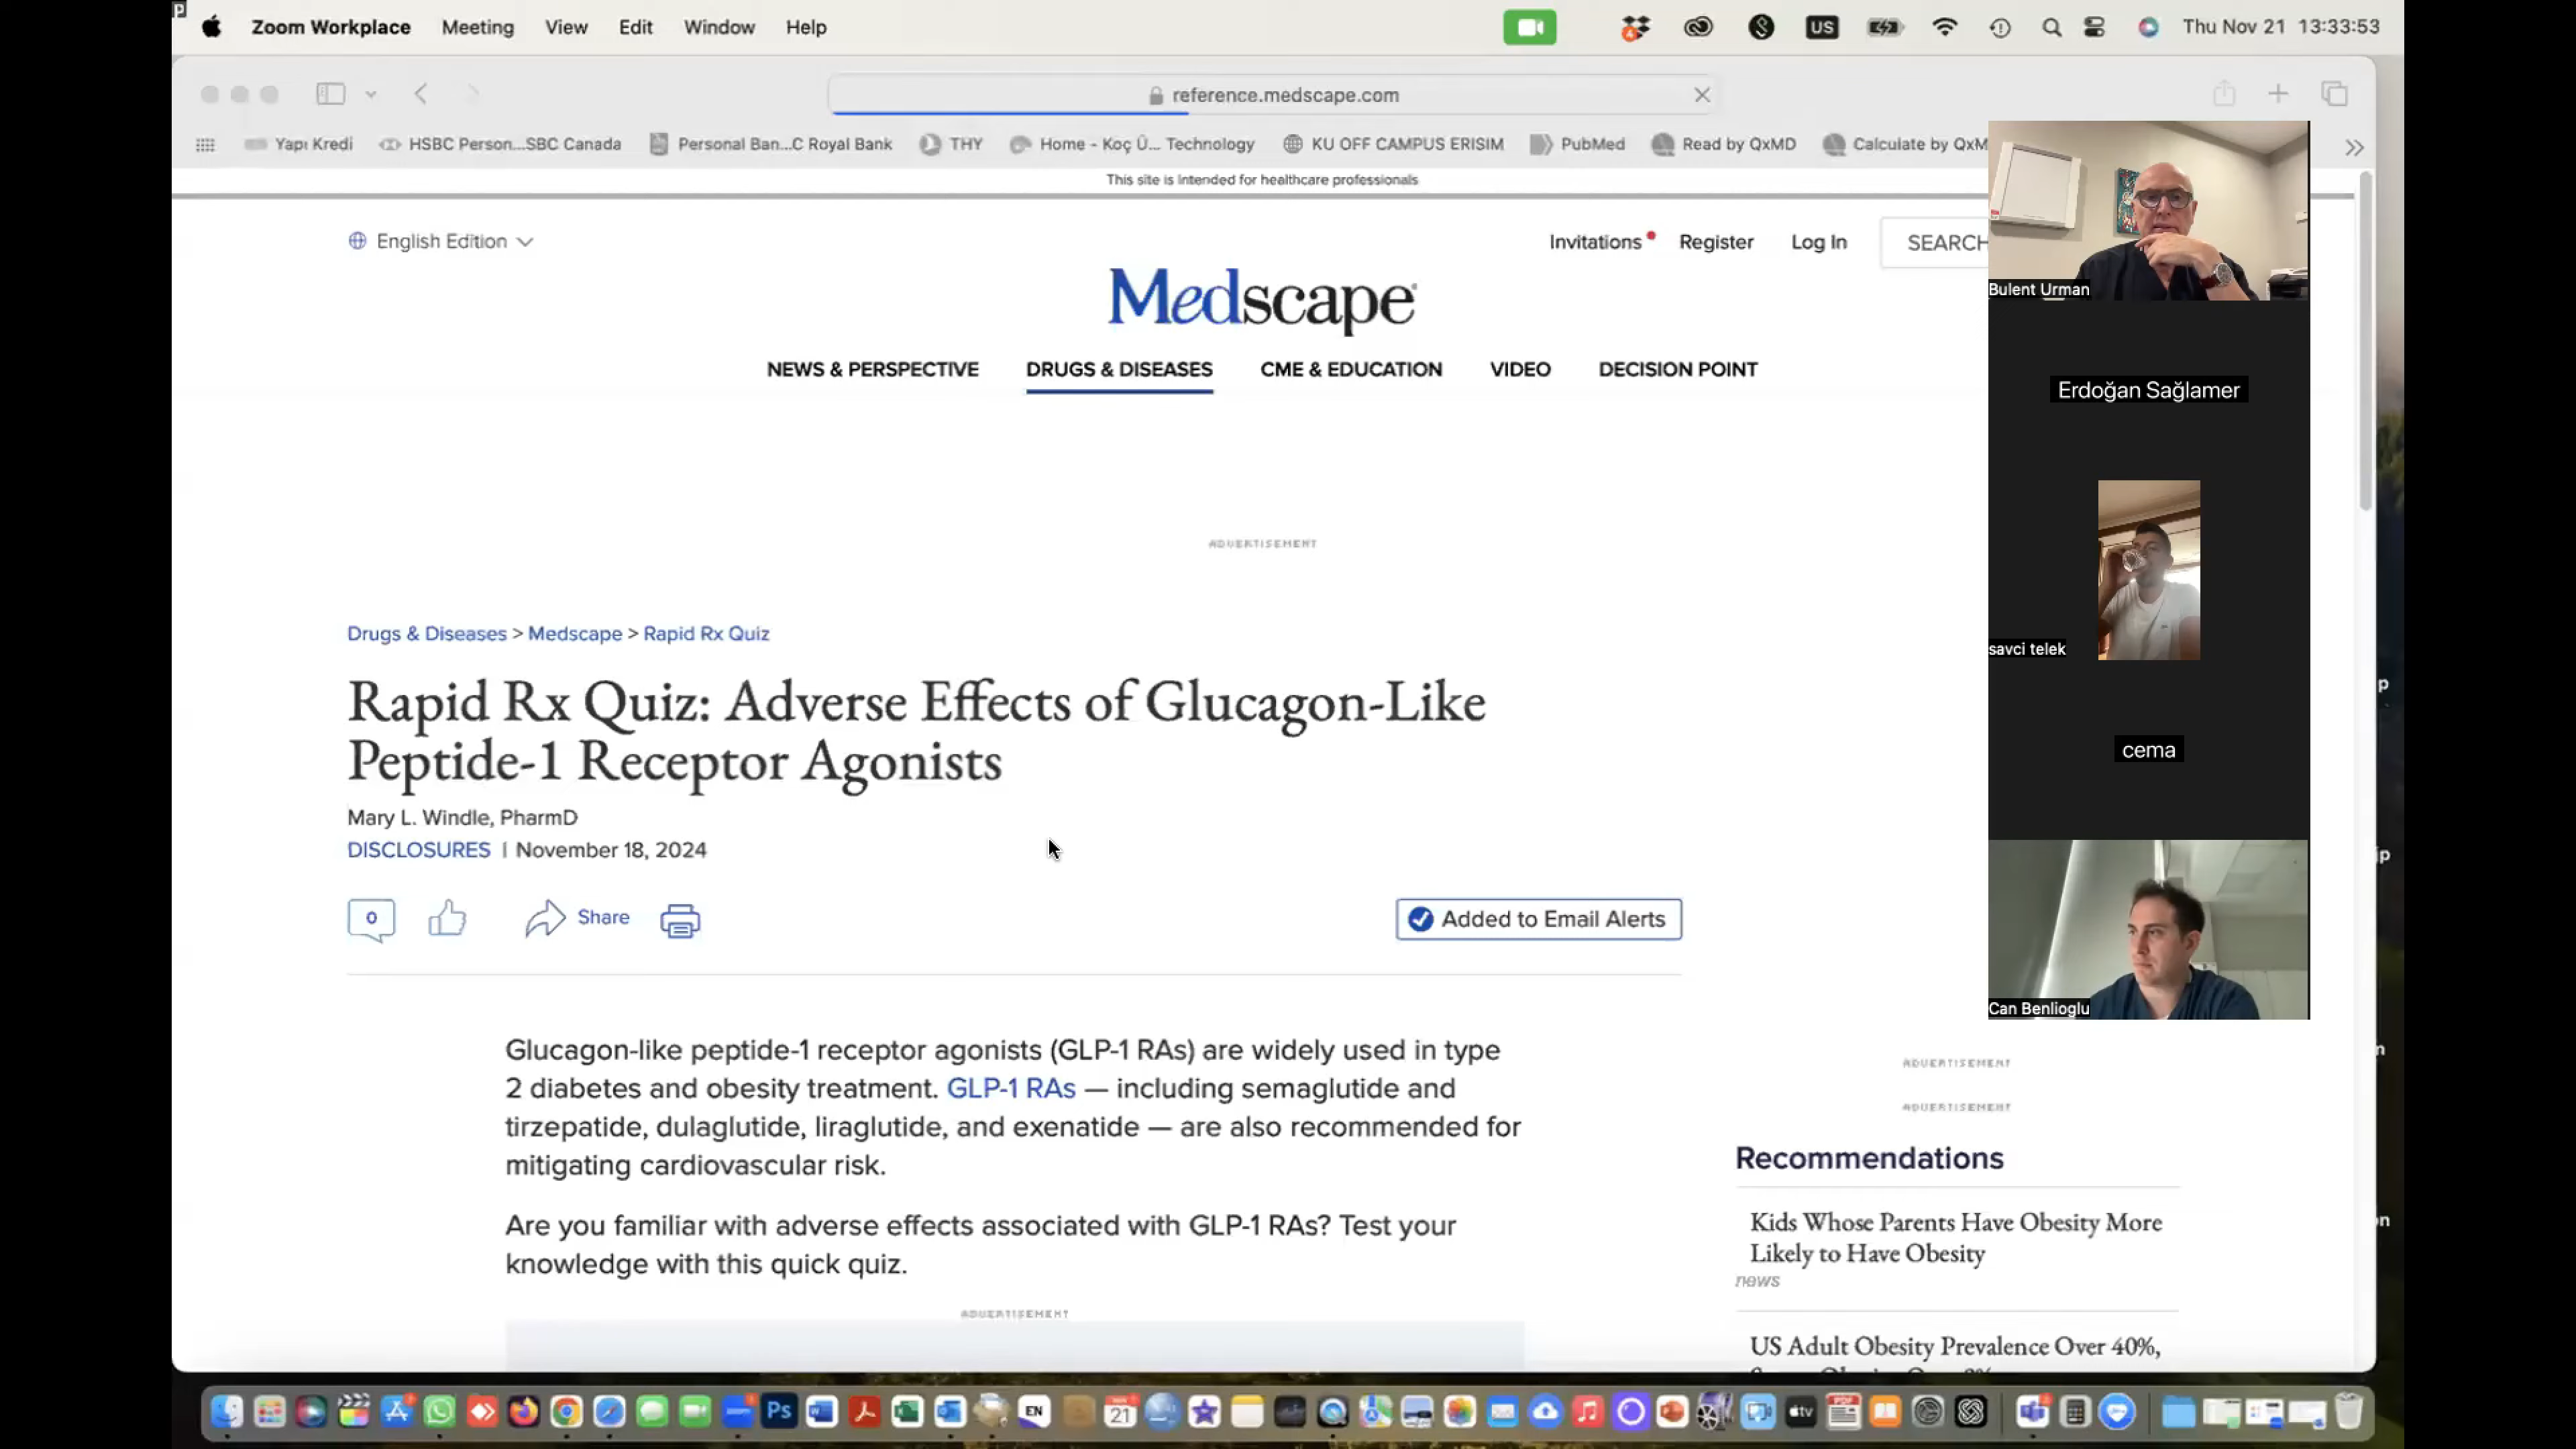 Zoom Workplace Meeting View Edit Window Help US Thu Nov 21 13:33:53
reference.medscape.com
Yapı Kredi HSBC Person...SBC Canada Personal Ban...C Royal Bank THY Home - Koç Ü... Technology KU OFF CAMPUS ERISIM PubMed Read by QxMD Calculate by QxM
This site is intended for healthcare professionals
English Edition Invitations Register Log In SEARCH
Medscape
NEWS & PERSPECTIVE DRUGS & DISEASES CME & EDUCATION VIDEO DECISION POINT
ADVERTISEMENT
Drugs & Diseases > Medscape > Rapid Rx Quiz
Rapid Rx Quiz: Adverse Effects of Glucagon-Like
Peptide-1 Receptor Agonists
Mary L. Windle, PharmD
DISCLOSURES | November 18, 2024
0 Share Added to Email Alerts
Glucagon-like peptide-1 receptor agonists (GLP-1 RAs) are widely used in type
2 diabetes and obesity treatment. GLP-1 RAs — including semaglutide and
tirzepatide, dulaglutide, liraglutide, and exenatide — are also recommended for
mitigating cardiovascular risk.
Are you familiar with adverse effects associated with GLP-1 RAs? Test your
knowledge with this quick quiz.
ADVERTISEMENT
ADVERTISEMENT
ADVERTISEMENT
Recommendations
Kids Whose Parents Have Obesity More
Likely to Have Obesity
news
US Adult Obesity Prevalence Over 40%,
Bulent Urman
Erdoğan Sağlamer
savci telek
cema
Can Benlioglu
Ps EN 21 tv PDF